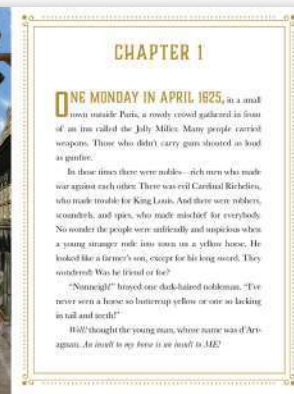 CHAPTER 1
ONE MONDAY IN APRIL 1625, in a small
town outside Paris, a rowdy crowd gathered in front
of an inn called the Jolly Miller. Many people carried
weapons. Those who didn't carry guns shouted as loud
as gunfire.
In those times there were nobles—rich men who made
war against each other. There was evil Cardinal Richelieu,
who made trouble for King Louis. And there were robbers,
scoundrels, and spies, who made mischief for everybody.
No wonder the people were unfriendly and suspicious when
a young stranger rode into town on a yellow horse. He
looked like a farmer's son, except for his long sword. They
wondered: Was he friend or foe?
"Nonneigh!" brayed one dark-haired nobleman. "I've
never seen a horse so buttercup yellow or one so lacking
in tail and teeth!"
Well! thought the young man, whose name was d'Art-
agnan. An insult to my horse is an insult to ME!